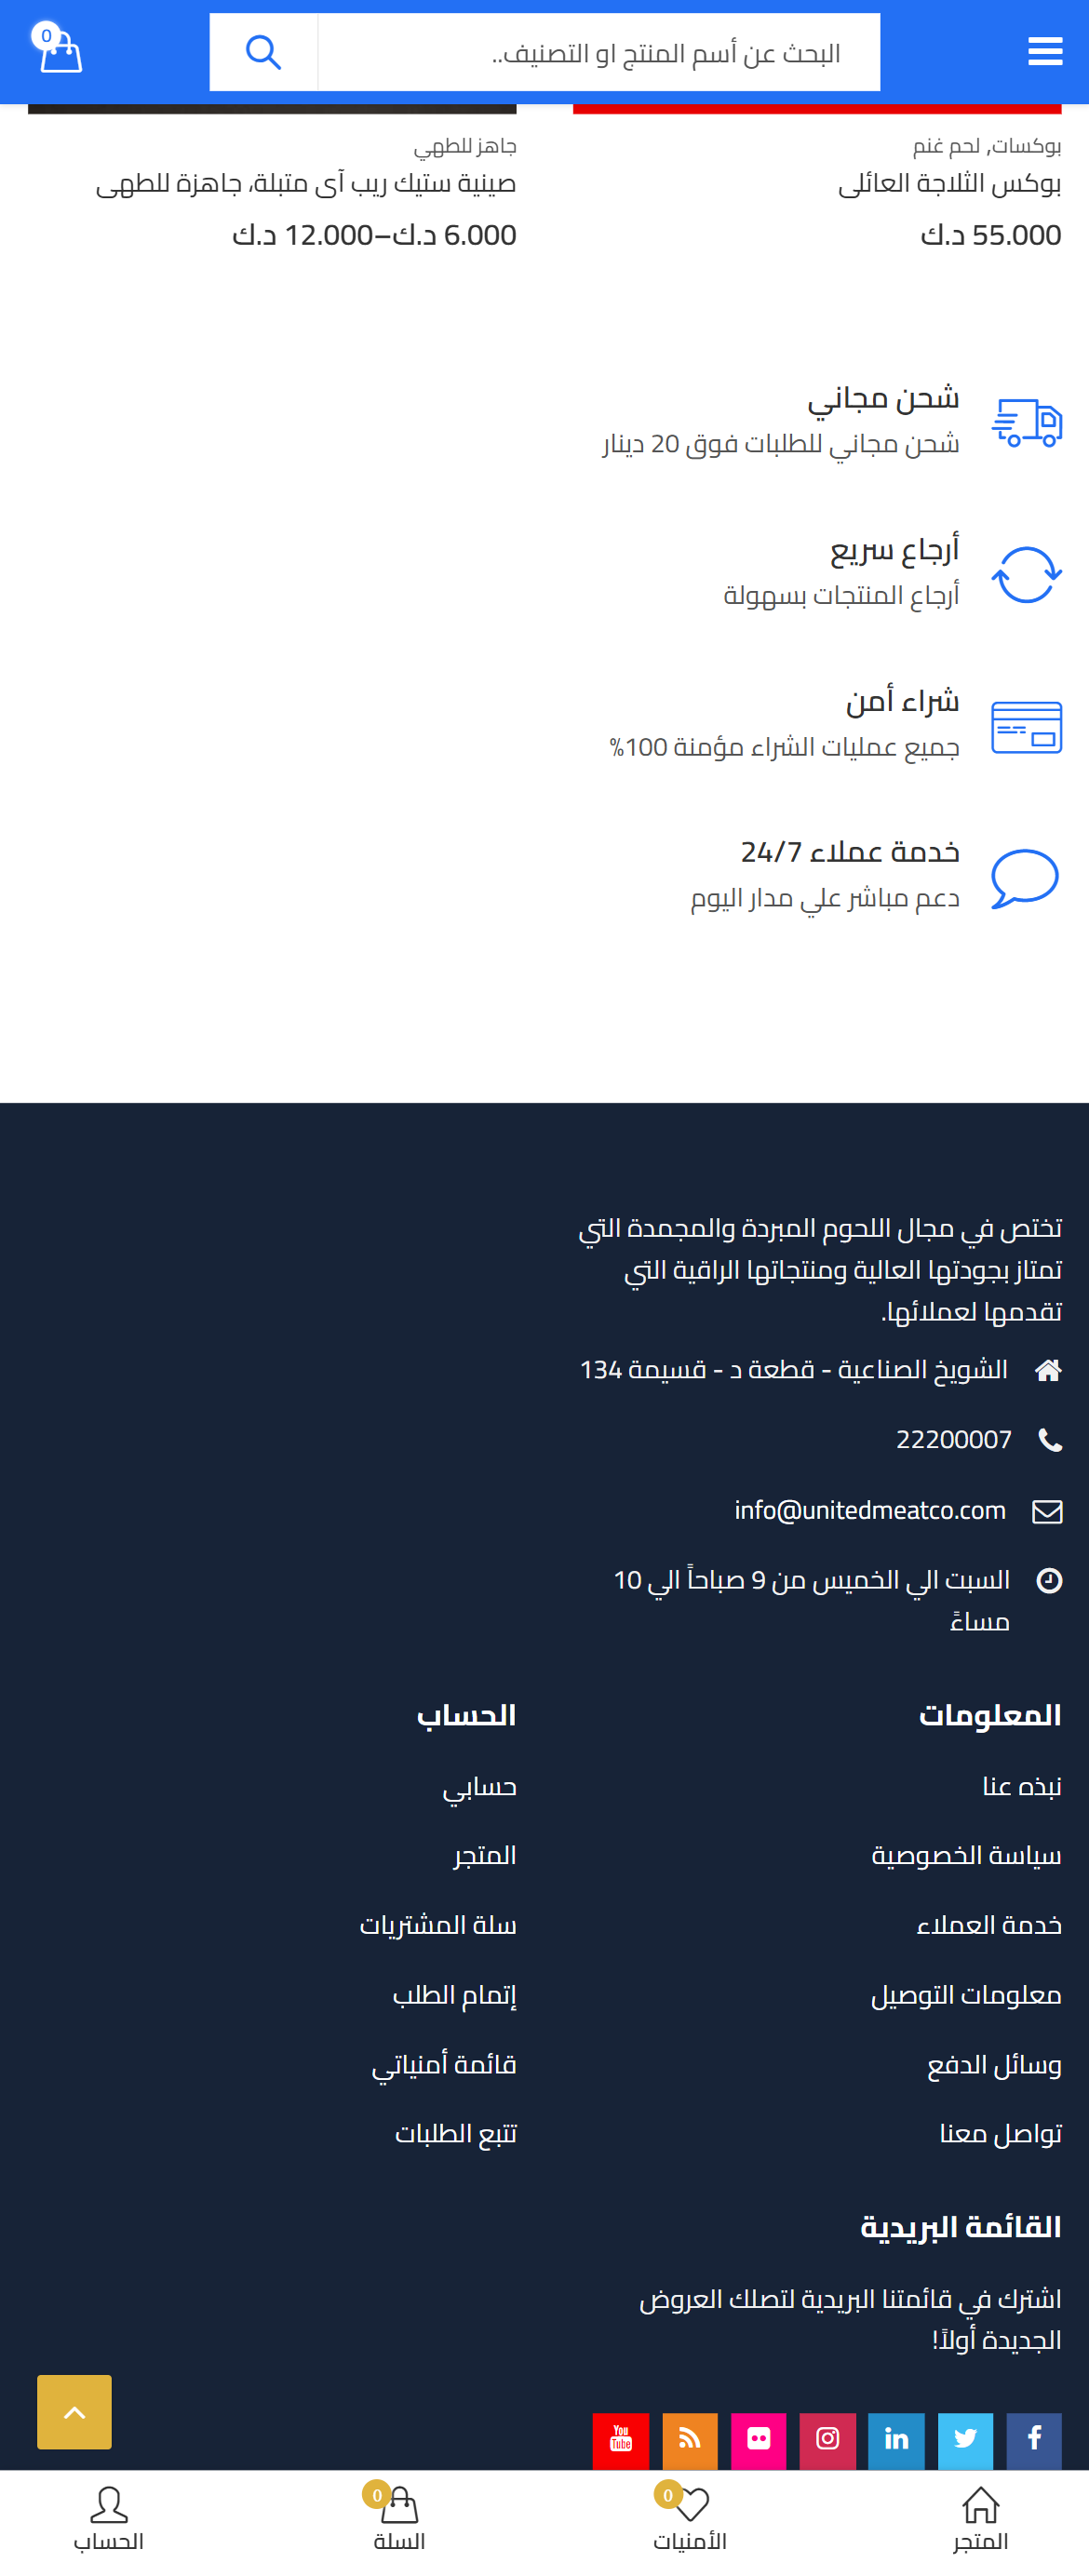 البحث عن أسم المنتج او التصنيف..
0
بوكسات, لحم غنم
بوكس الثلاجة العائلى
55.000 د.ك
جاهز للطهي
صينية ستيك ريب آى متبلة، جاهزة للطهى
6.000 د.ك–12.000 د.ك
شحن مجاني
شحن مجاني للطلبات فوق 20 دينار
أرجاع سريع
أرجاع المنتجات بسهولة
شراء أمن
جميع عمليات الشراء مؤمنة 100%
خدمة عملاء 24/7
دعم مباشر علي مدار اليوم
تختص في مجال اللحوم المبردة والمجمدة التي
تمتاز بجودتها العالية ومنتجاتها الراقية التي
تقدمها لعملائها.
الشويخ الصناعية - قطعة د - قسيمة 134
22200007
info@unitedmeatco.com
السبت الي الخميس من 9 صباحاً الي 10
مساءً
المعلومات
نبذه عنا
سياسة الخصوصية
خدمة العملاء
معلومات التوصيل
وسائل الدفع
تواصل معنا
الحساب
حسابي
المتجر
سلة المشتريات
إتمام الطلب
قائمة أمنياتي
تتبع الطلبات
القائمة البريدية
اشترك في قائمتنا البريدية لتصلك العروض
الجديدة أولاً!
You
Tube
المتجر
0
الأمنيات
0
السلة
الحساب